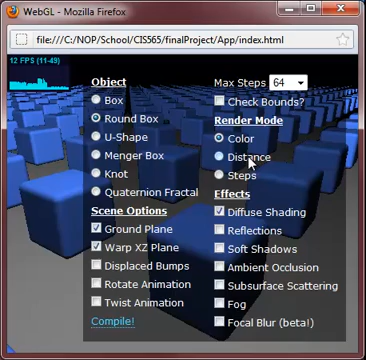 WebGL - Mozilla Firefox
file:///C:/NOP/School/CIS565/finalProject/App/index.html
12 FPS (11-49)
Object
Box
Round Box
U-Shape
Menger Box
Knot
Quaternion Fractal
Scene Options
Ground Plane
Warp XZ Plane
Displaced Bumps
Rotate Animation
Twist Animation
Compile!
Max Steps 64
Check Bounds?
Render Mode
Color
Distance
Steps
Effects
Diffuse Shading
Reflections
Soft Shadows
Ambient Occlusion
Subsurface Scattering
Fog
Focal Blur (beta!)